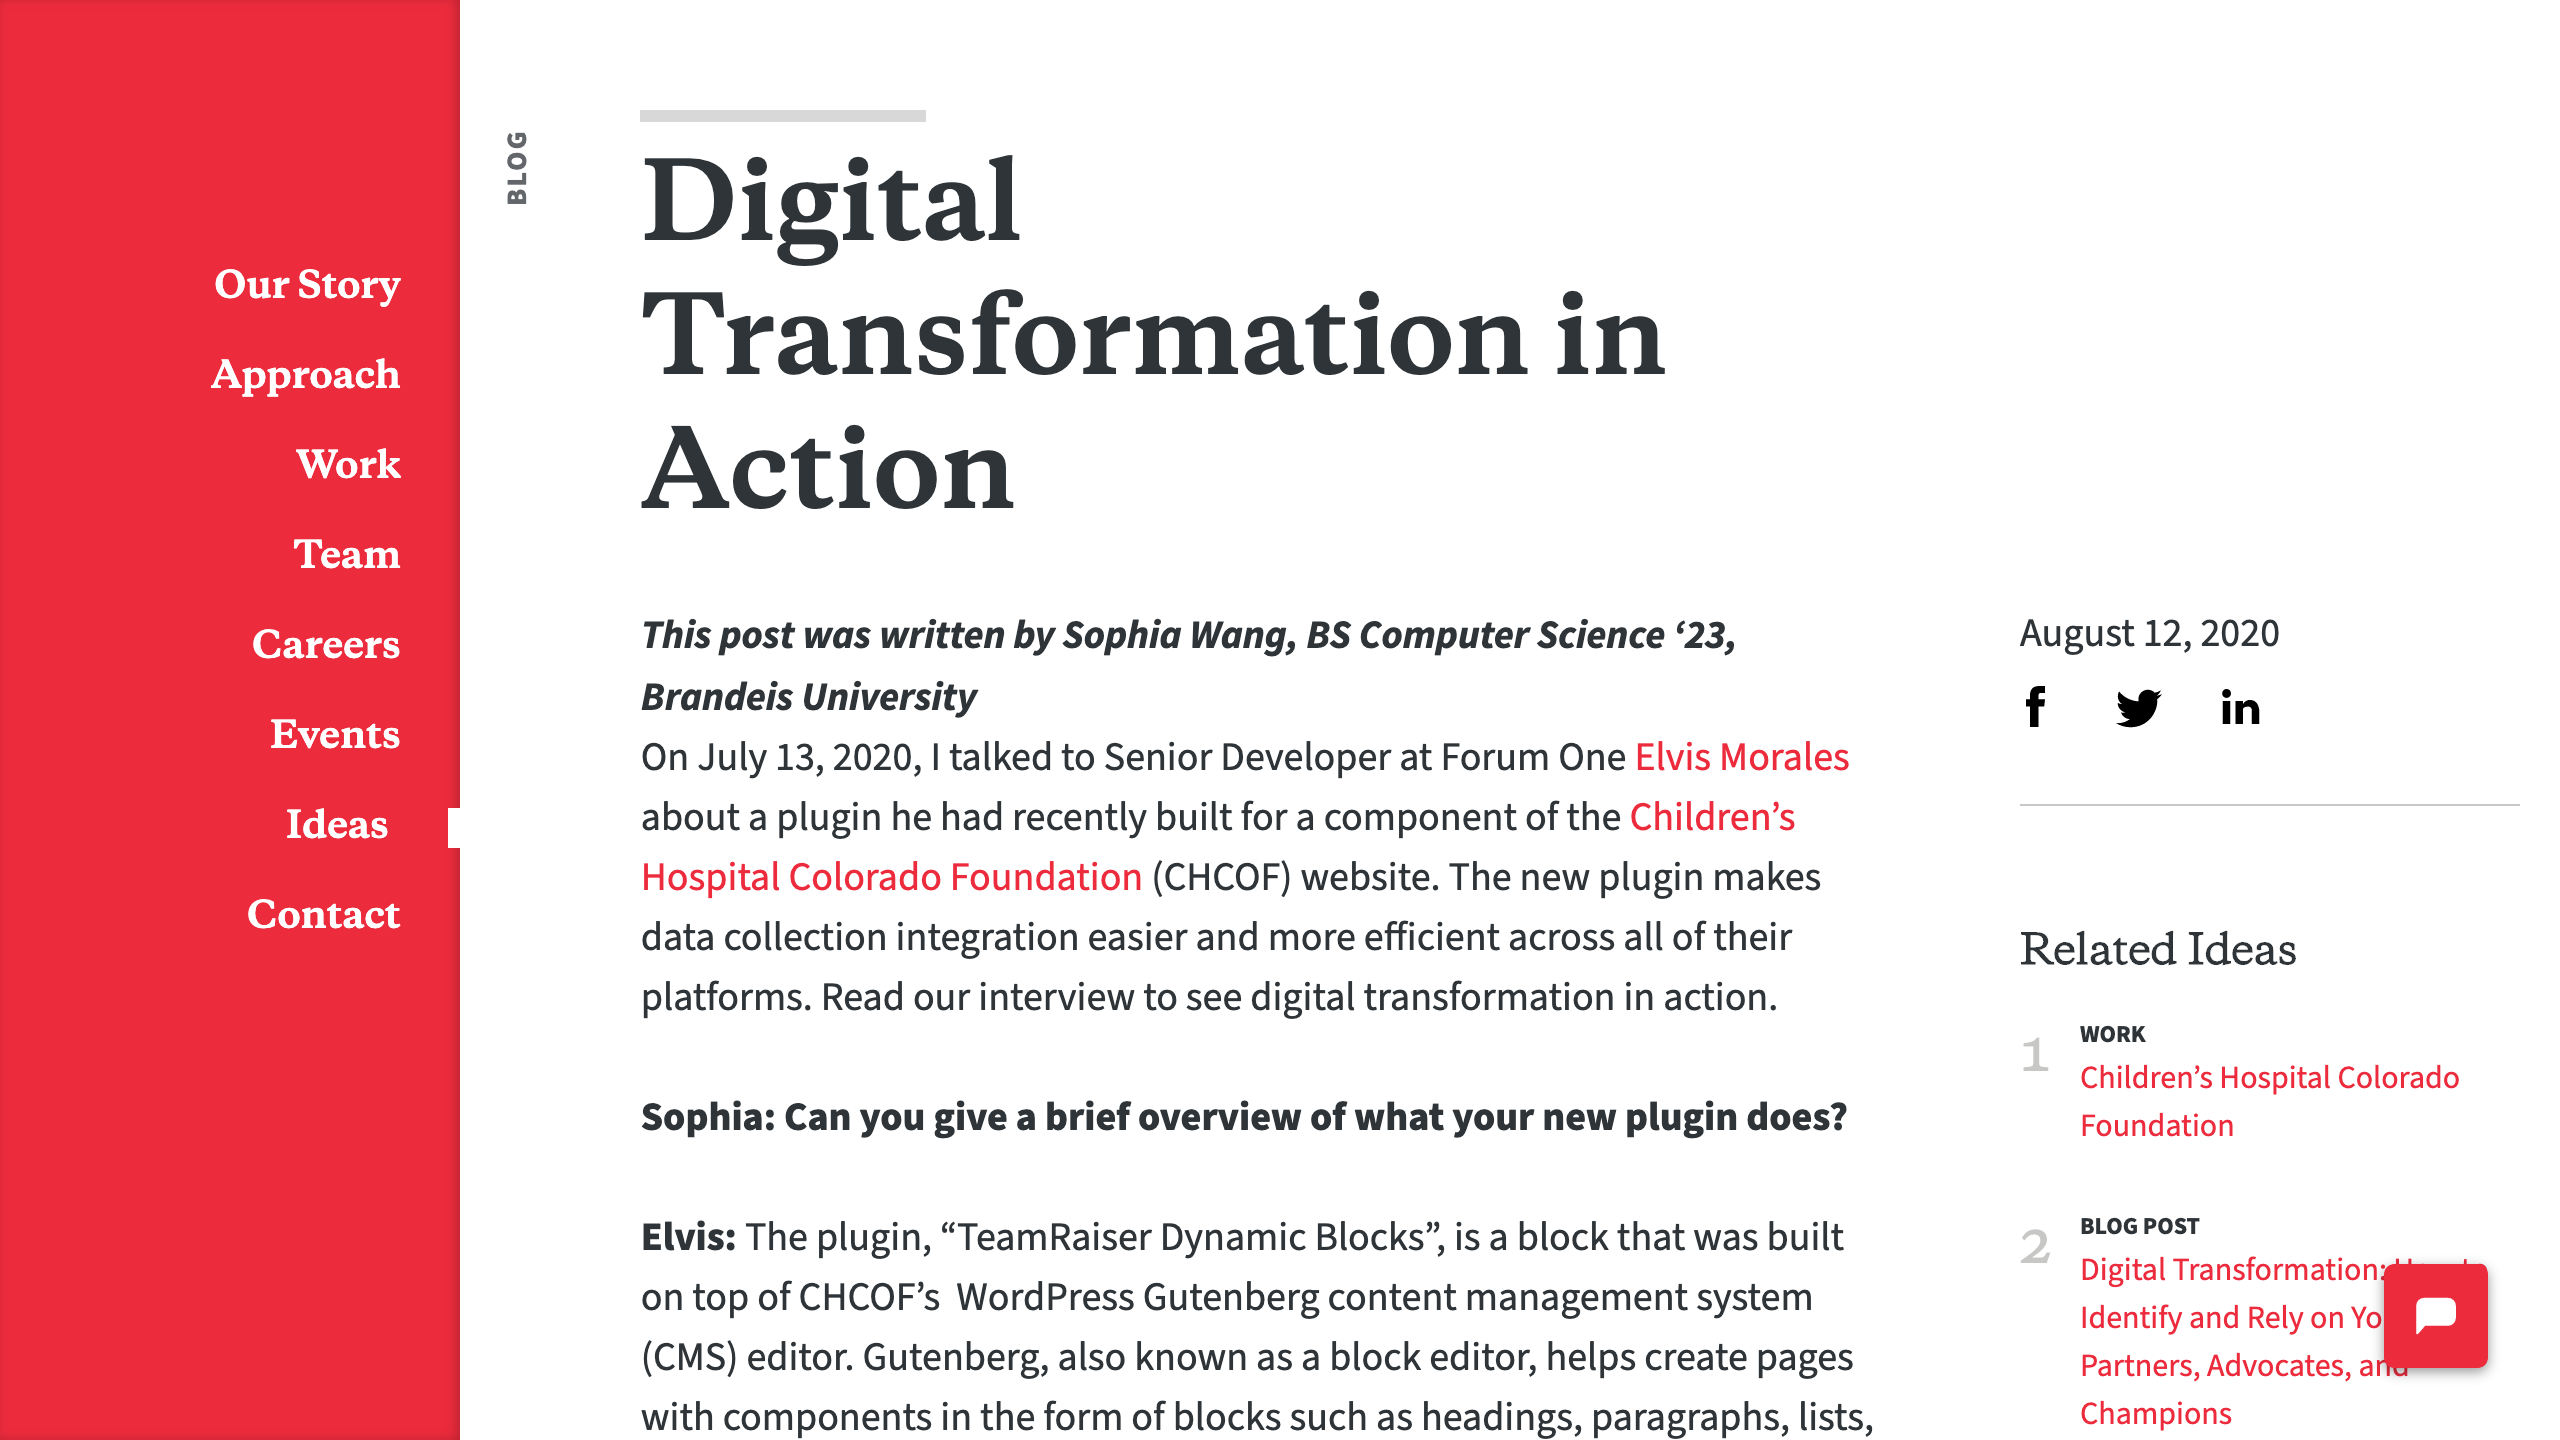 Our Story
Approach
Work
Team
Careers
Events
Ideas
Contact
BLOG
Digital
Transformation in
Action
This post was written by Sophia Wang, BS Computer Science ‘23,
Brandeis University
On July 13, 2020, I talked to Senior Developer at Forum One Elvis Morales
about a plugin he had recently built for a component of the Children’s
Hospital Colorado Foundation (CHCOF) website. The new plugin makes
data collection integration easier and more efficient across all of their
platforms. Read our interview to see digital transformation in action.
Sophia: Can you give a brief overview of what your new plugin does?
Elvis: The plugin, “TeamRaiser Dynamic Blocks”, is a block that was built
on top of CHCOF’s  WordPress Gutenberg content management system
(CMS) editor. Gutenberg, also known as a block editor, helps create pages
with components in the form of blocks such as headings, paragraphs, lists,
August 12, 2020
Related Ideas
1
WORK
Children’s Hospital Colorado
Foundation
2
BLOG POST
Digital Transformation:
Identify and Rely on
Partners, Advocates, and
Champions